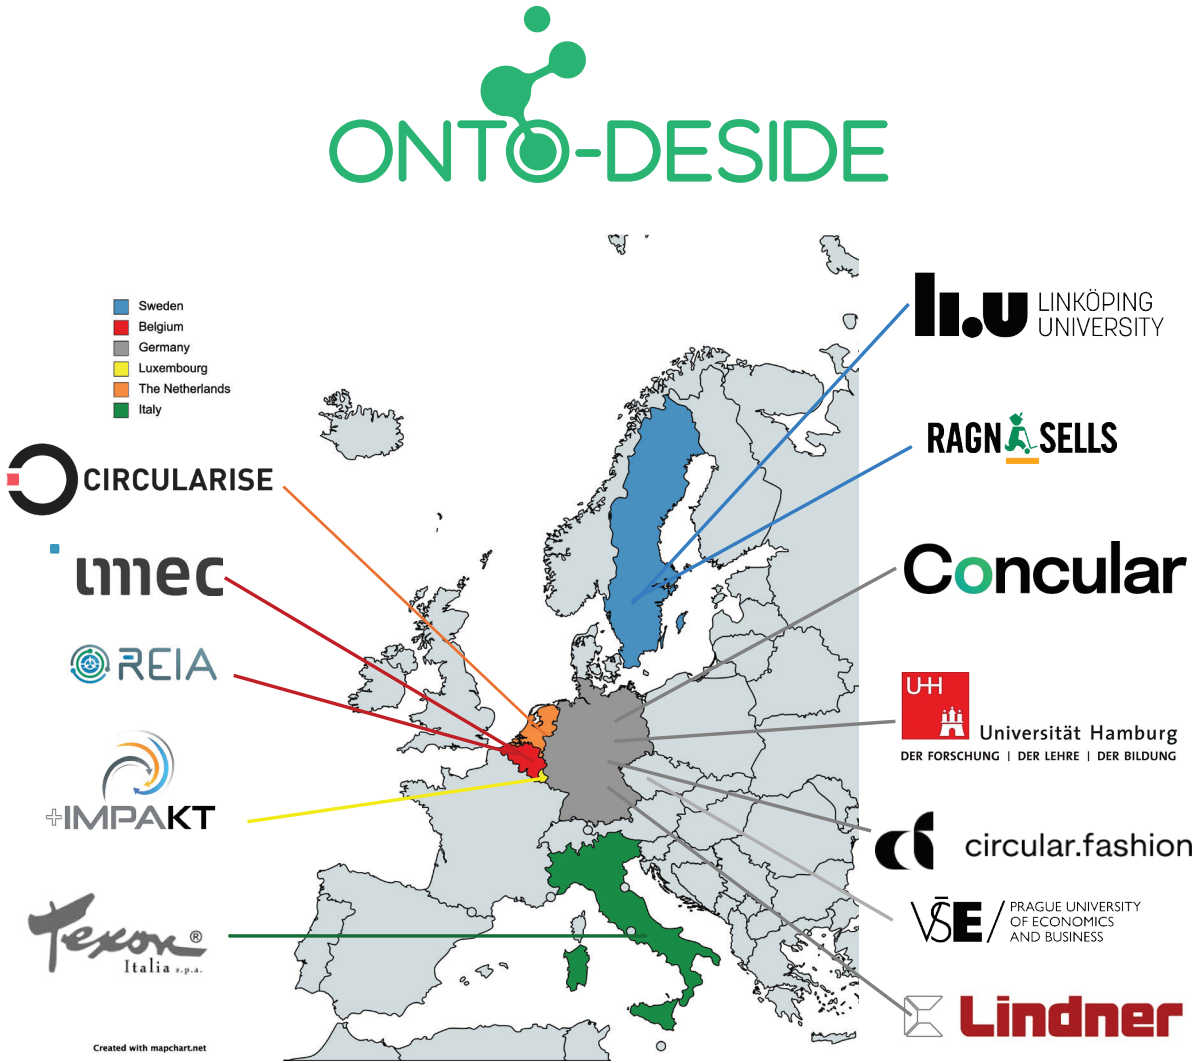 ONTO-DESIDE
Sweden
Belgium
Germany
Luxembourg
The Netherlands
Italy
CIRCULARISE
imec
REIA
+IMPAKT
Texon®
Italia s.p.a.
Created with mapchart.net
li.u LINKÖPING
UNIVERSITY
RAGN SELLS
Concular
UHH
Universität Hamburg
DER FORSCHUNG | DER LEHRE | DER BILDUNG
circular.fashion
VŠE/ PRAGUE UNIVERSITY
OF ECONOMICS
AND BUSINESS
Lindner